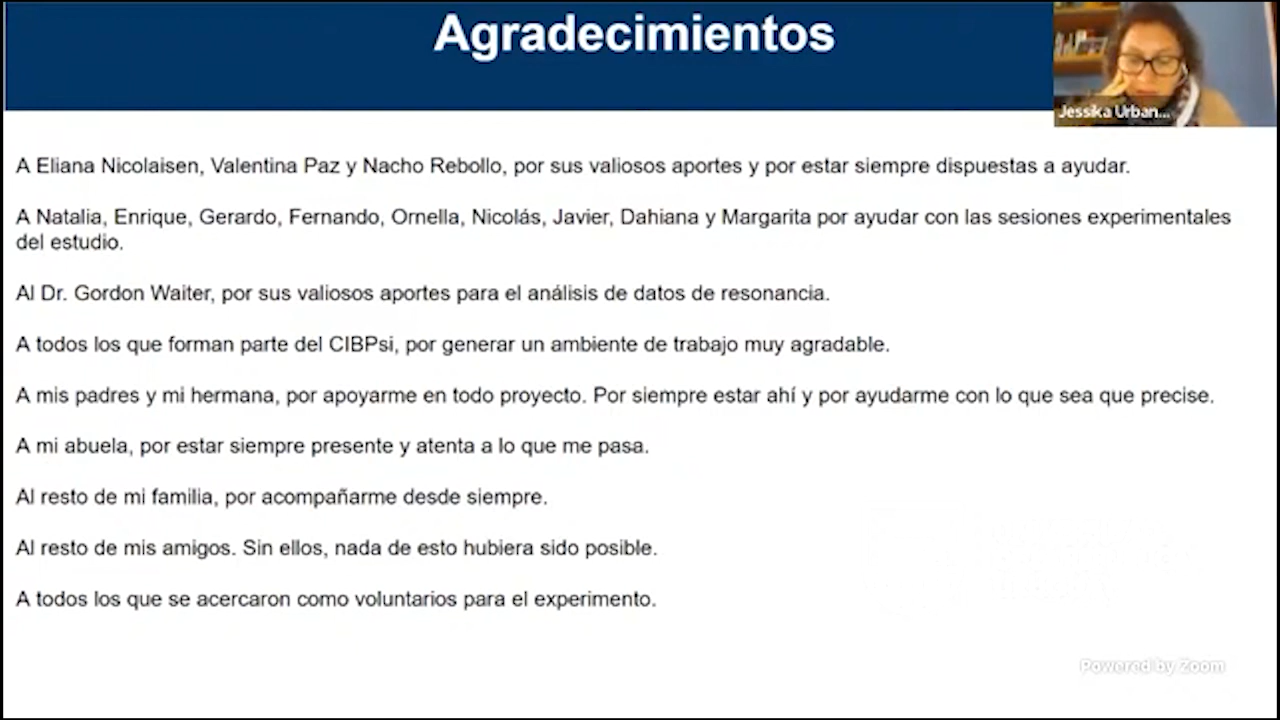 Agradecimientos
Jessika Urban...
A Eliana Nicolaisen, Valentina Paz y Nacho Rebollo, por sus valiosos aportes y por estar siempre dispuestas a ayudar.
A Natalia, Enrique, Gerardo, Fernando, Ornella, Nicolás, Javier, Dahiana y Margarita por ayudar con las sesiones experimentales
del estudio.
Al Dr. Gordon Waiter, por sus valiosos aportes para el análisis de datos de resonancia.
A todos los que forman parte del CIBPsi, por generar un ambiente de trabajo muy agradable.
A mis padres y mi hermana, por apoyarme en todo proyecto. Por siempre estar ahí y por ayudarme con lo que sea que precise.
A mi abuela, por estar siempre presente y atenta a lo que me pasa.
Al resto de mi familia, por acompañarme desde siempre.
Al resto de mis amigos. Sin ellos, nada de esto hubiera sido posible.
A todos los que se acercaron como voluntarios para el experimento.
Powered by Zoom